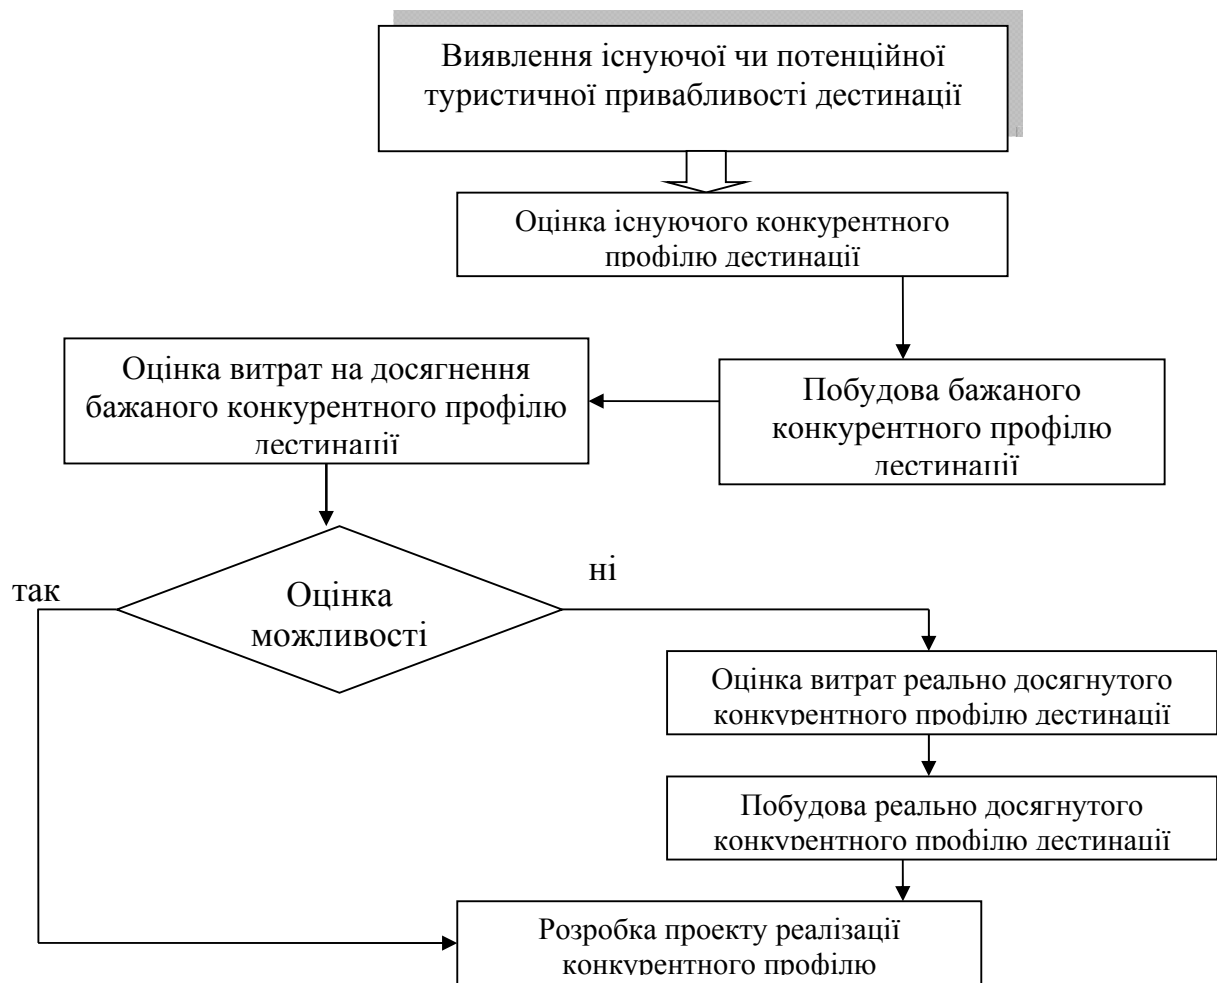 Виявлення існуючої чи потенційної
туристичної привабливості дестинації
Оцінка існуючого конкурентного
профілю дестинації
Оцінка витрат на досягнення
бажаного конкурентного профілю
дестинації
Побудова бажаного
конкурентного профілю
дестинації
так
Оцінка
можливості
ні
Оцінка витрат реально досягнутого
конкурентного профілю дестинації
Побудова реально досягнутого
конкурентного профілю дестинації
Розробка проекту реалізації
конкурентного профілю